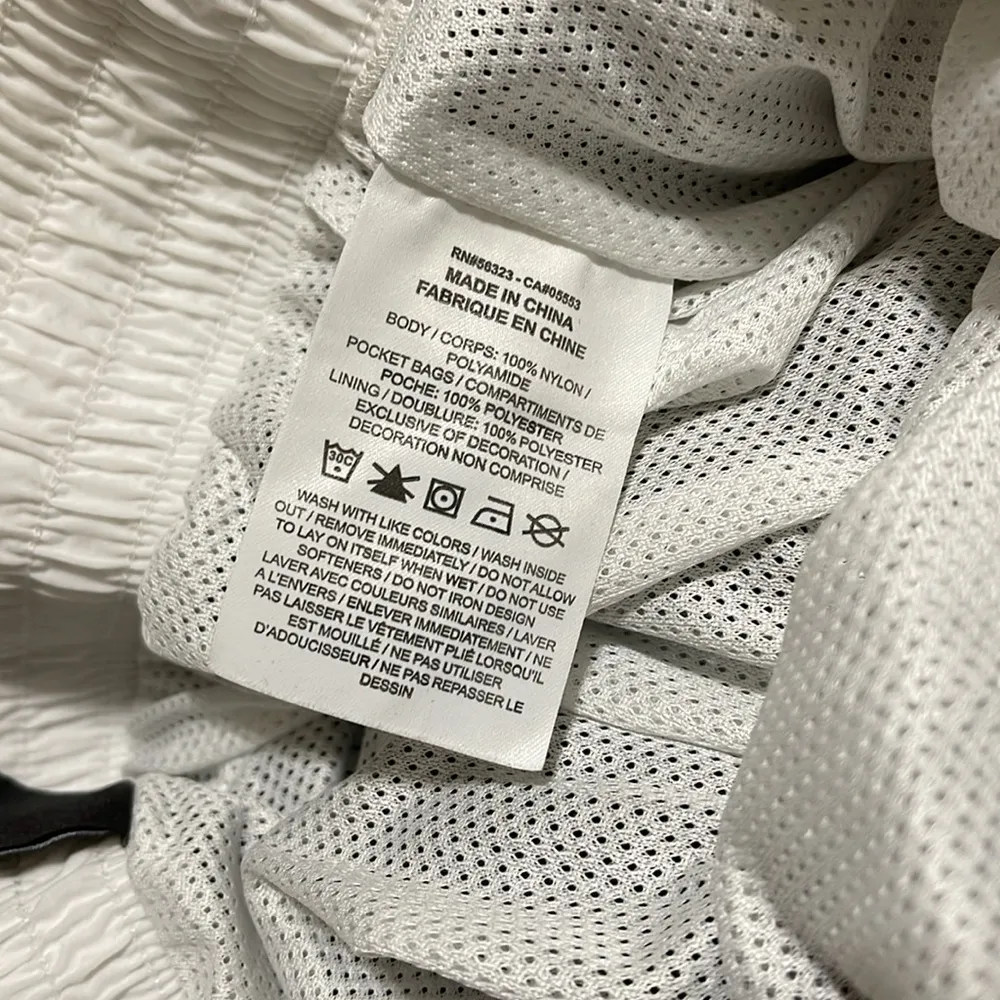 RN#56323 - CA#05553
MADE IN CHINA
FABRIQUE EN CHINE
BODY / CORPS: 100% NYLON /
POLYAMIDE
POCKET BAGS / COMPARTIMENTS DE
POCHE: 100% POLYESTER
LINING / DOUBLURE: 100% POLYESTER
EXCLUSIVE OF DECORATION /
DECORATION NON COMPRISE
30C
WASH WITH LIKE COLORS / WASH INSIDE
OUT / REMOVE IMMEDIATELY / DO NOT ALLOW
TO LAY ON ITSELF WHEN WET / DO NOT USE
SOFTENERS / DO NOT IRON DESIGN
LAVER AVEC COULEURS SIMILAIRES / LAVER
A L'ENVERS / ENLEVER IMMEDIATEMENT / NE
PAS LAISSER LE VÊTEMENT PLIÉ LORSQU'IL
EST MOUILLÉ / NE PAS UTILISER
D'ADOUCISSEUR / NE PAS REPASSER LE
DESSIN